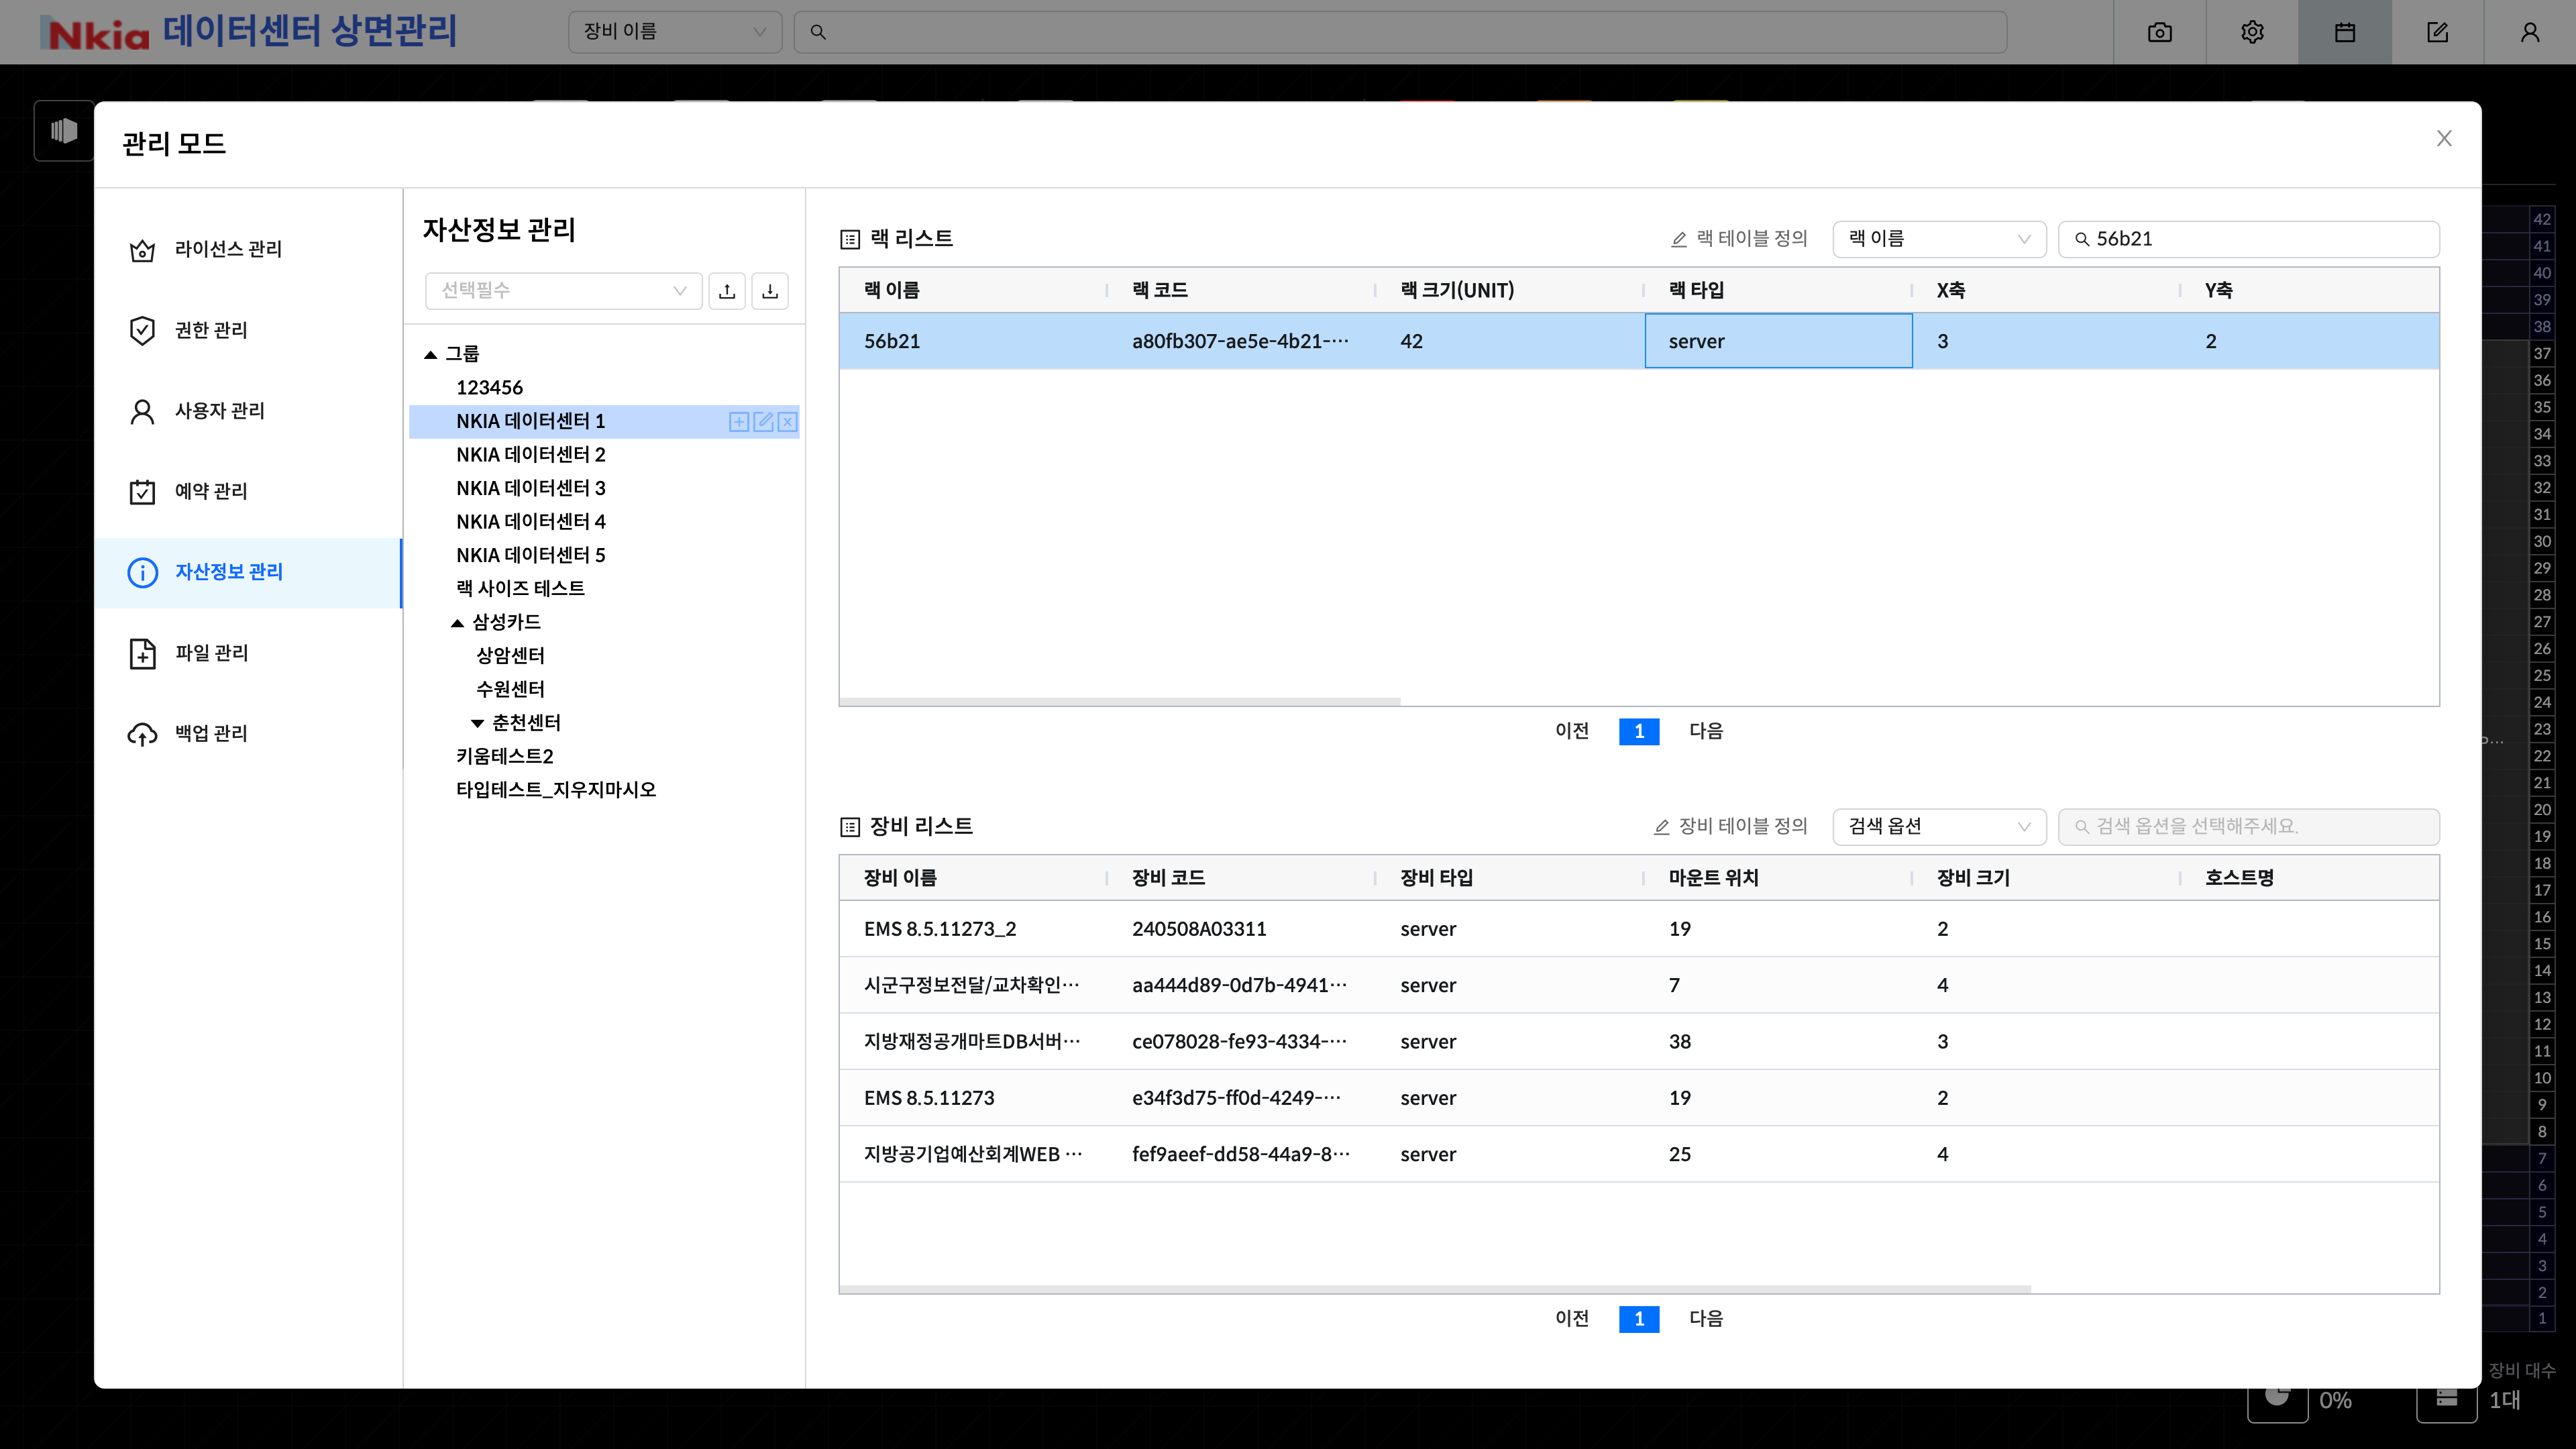 Nkia 데이터센터 상면관리
장비 이름
관리 모드
라이선스 관리
권한 관리
사용자 관리
예약 관리
자산정보 관리
파일 관리
백업 관리
자산정보 관리
선택필수
그룹
123456
NKIA 데이터센터 1
NKIA 데이터센터 2
NKIA 데이터센터 3
NKIA 데이터센터 4
NKIA 데이터센터 5
랙 사이즈 테스트
삼성카드
상암센터
수원센터
춘천센터
키움테스트2
타입테스트_지우지마시오
랙 리스트
랙 테이블 정의
랙 이름
56b21
랙 이름 랙 코드 랙 크기(UNIT) 랙 타입 X축 Y축
56b21 a80fb307-ae5e-4b21-⋯ 42 server 3 2
이전 1 다음
장비 리스트
장비 테이블 정의
검색 옵션
검색 옵션을 선택해주세요.
장비 이름 장비 코드 장비 타입 마운트 위치 장비 크기 호스트명
EMS 8.5.11273_2 240508A03311 server 19 2
시군구정보전달/교차확인⋯ aa444d89-0d7b-4941⋯ server 7 4
지방재정공개마트DB서버⋯ ce078028-fe93-4334-⋯ server 38 3
EMS 8.5.11273 e34f3d75-ff0d-4249-⋯ server 19 2
지방공기업예산회계WEB ⋯ fef9aeef-dd58-44a9-8⋯ server 25 4
이전 1 다음
42
41
40
39
38
37
36
35
34
33
32
31
30
29
28
27
26
25
24
23
22
21
20
19
18
17
16
15
14
13
12
11
10
9
8
7
6
5
4
3
2
1
장비 대수
0%
1대